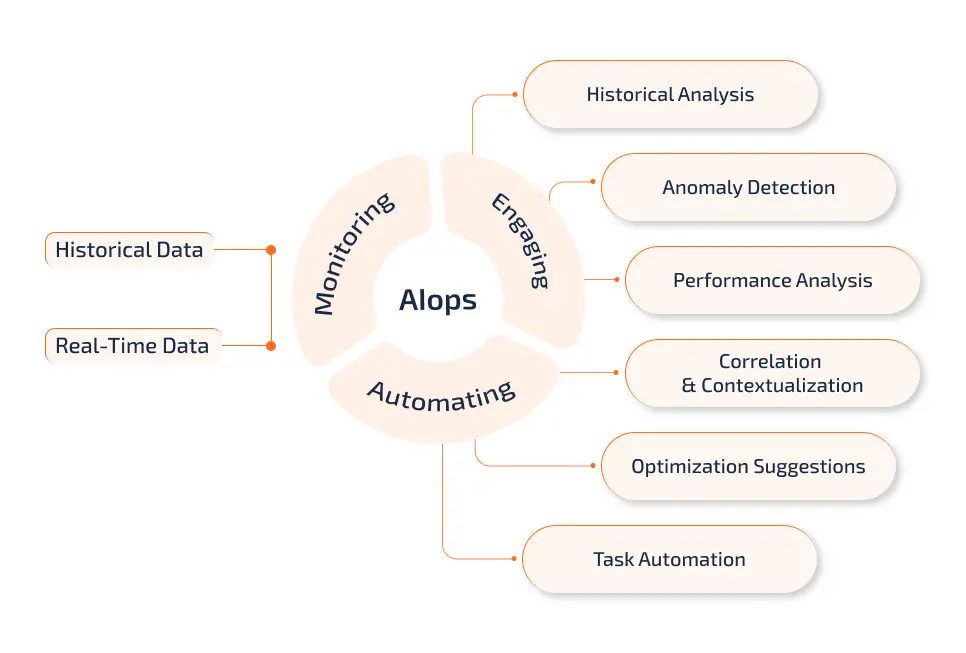 Historical Data
Real-Time Data
Monitoring
Engaging
AIops
Automating
Historical Analysis
Anomaly Detection
Performance Analysis
Correlation
& Contextualization
Optimization Suggestions
Task Automation